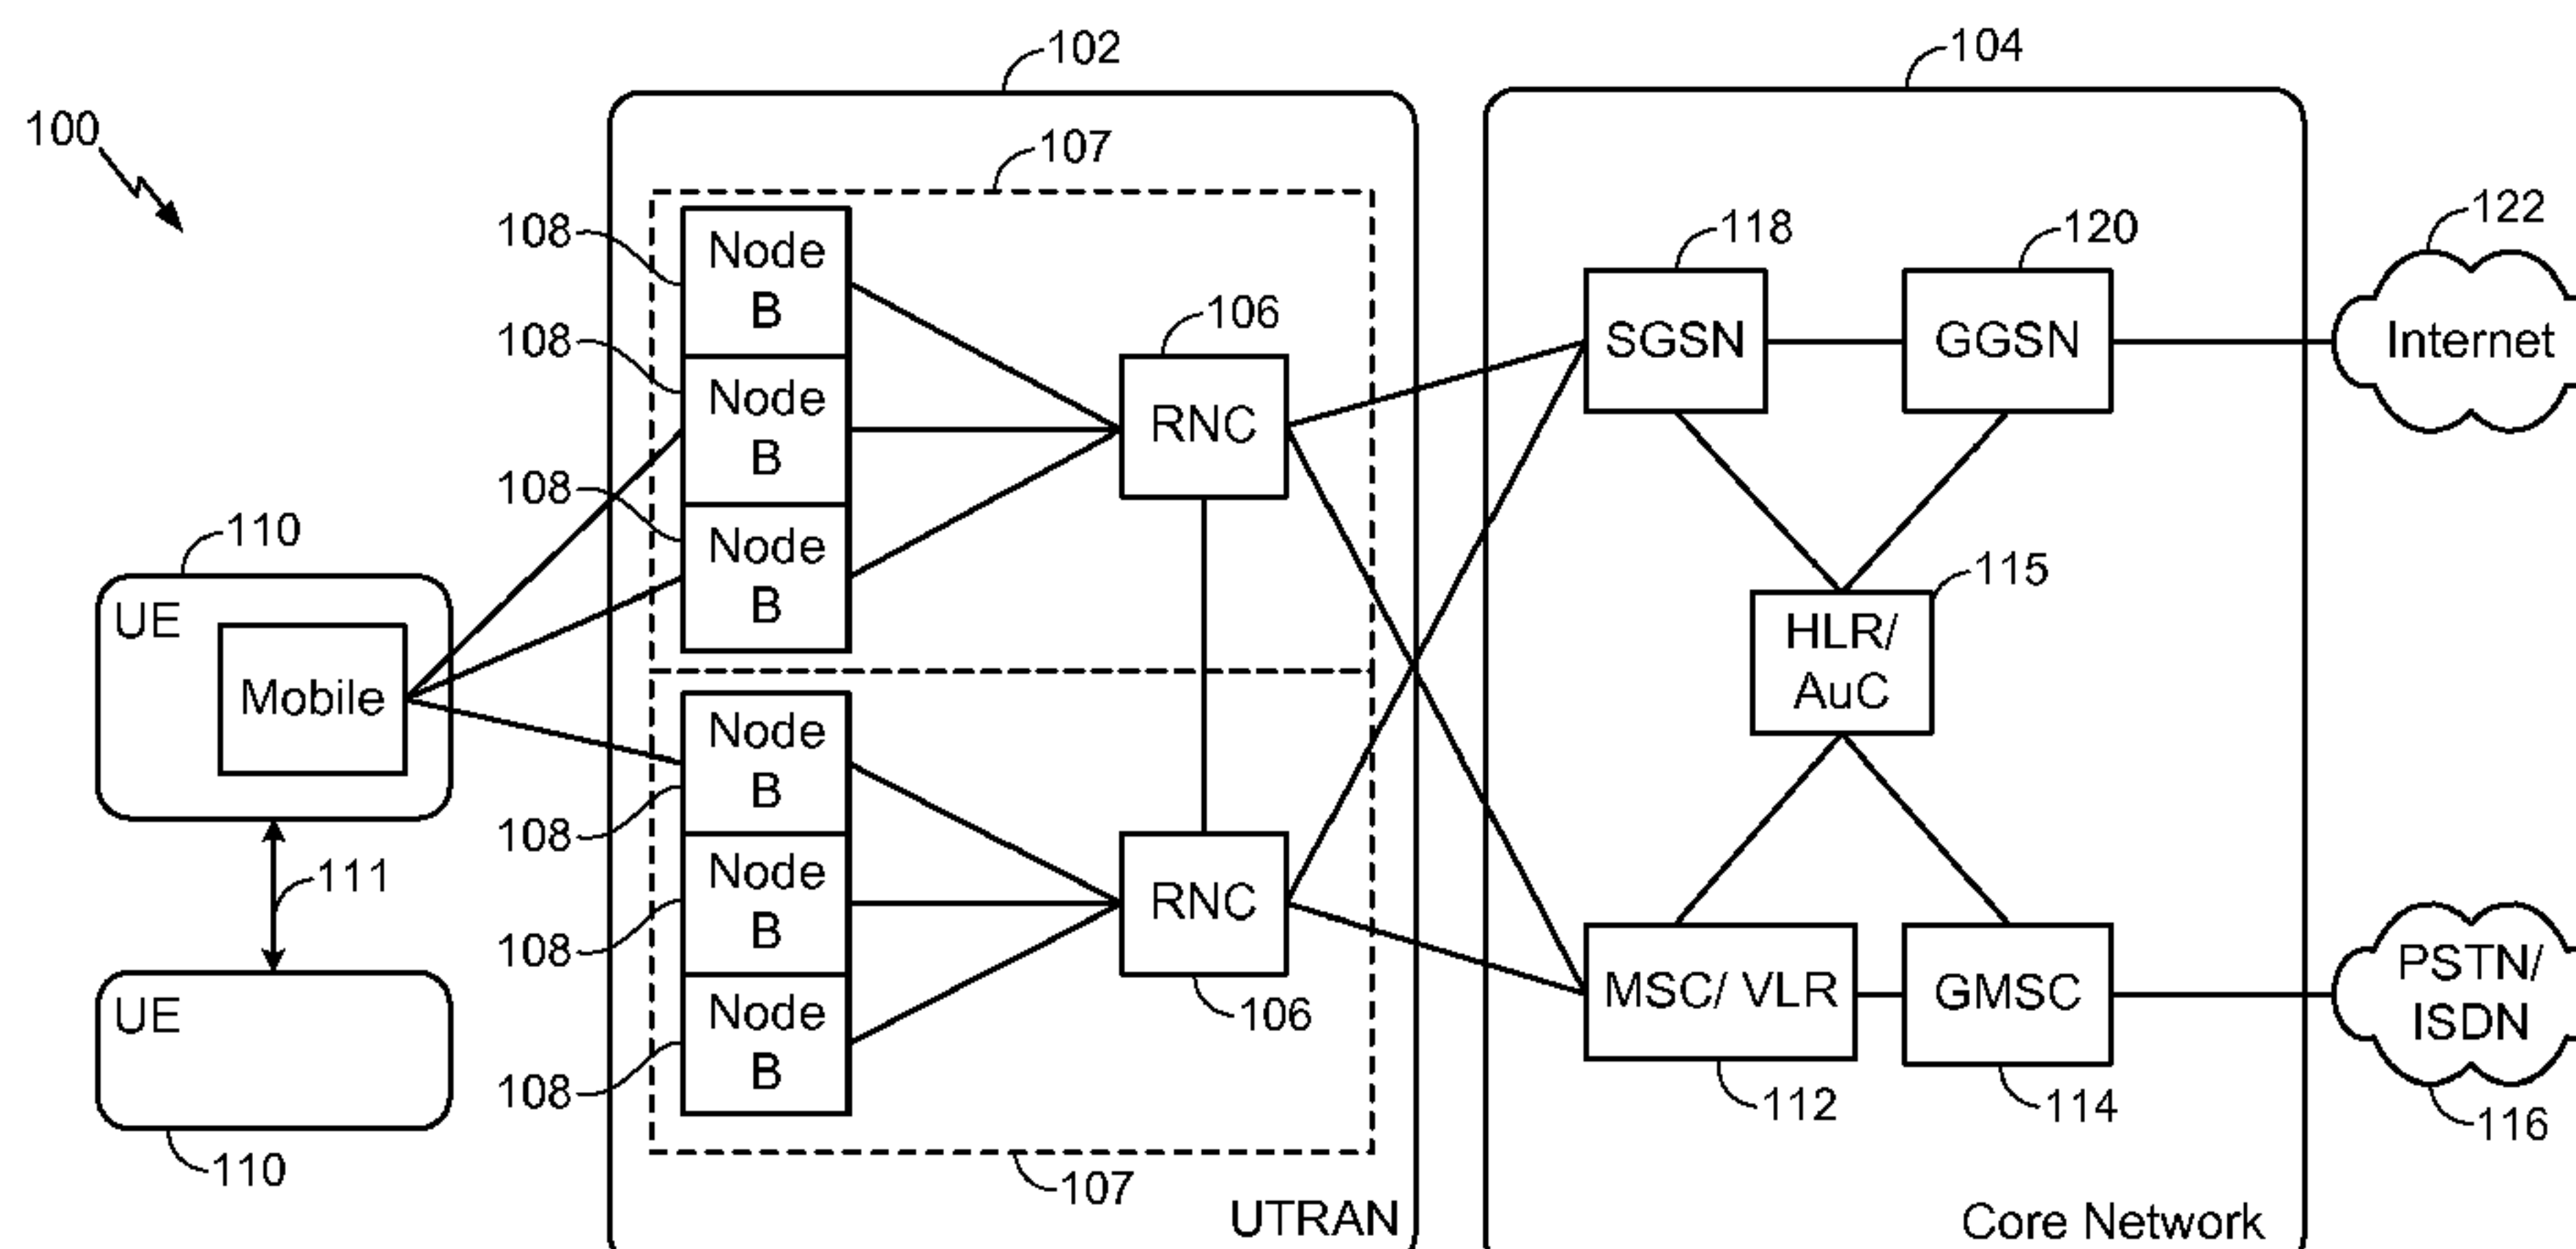 102
104
100
107
108
Node
B
118
120
122
106
108
SGSN
GGSN
Internet
Node
B
RNC
108
110
Node
B
115
UE
HLR/
AuC
Mobile
Node
B
108
111
Node
B
RNC
108
MSC/ VLR
GMSC
PSTN/
ISDN
UE
Node
B
106
108
112
114
116
110
107
UTRAN
Core Network